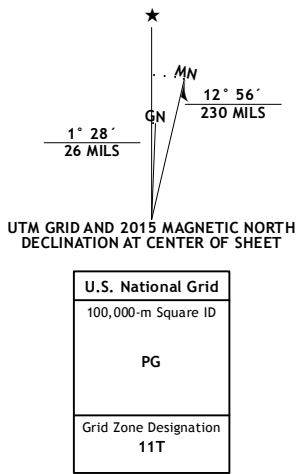 ★
MN
GN
12° 56´
230 MILS
1° 28´
26 MILS
UTM GRID AND 2015 MAGNETIC NORTH
DECLINATION AT CENTER OF SHEET
U.S. National Grid
100,000-m Square ID
PG
Grid Zone Designation
11T